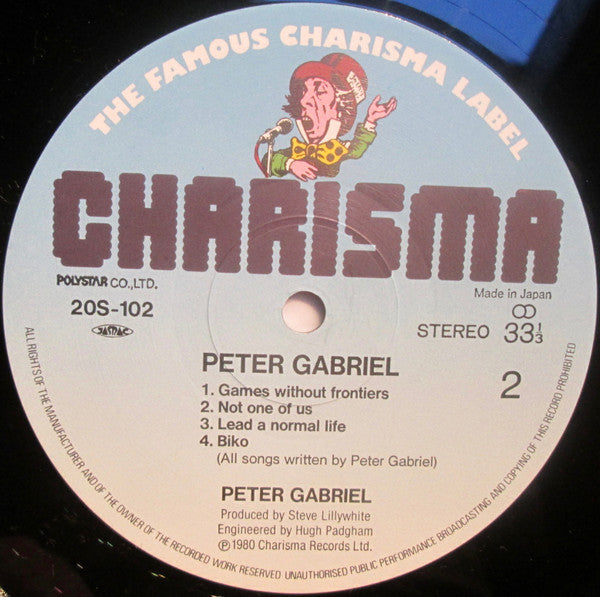 THE FAMOUS CHARISMA LABEL
CHARISMA
POLYSTAR CO.,LTD.
Made in Japan
20S-102
STEREO 33 1/3
JASRAC
PETER GABRIEL
2
1. Games without frontiers
2. Not one of us
3. Lead a normal life
4. Biko
(All songs written by Peter Gabriel)
PETER GABRIEL
Produced by Steve Lillywhite
Engineered by Hugh Padgham
℗ 1980 Charisma Records Ltd.
ALL RIGHTS OF THE MANUFACTURER AND OF THE OWNER OF THE RECORDED WORK RESERVED UNAUTHORISED PUBLIC PERFORMANCE BROADCASTING AND COPYING OF THIS RECORD PROHIBITED